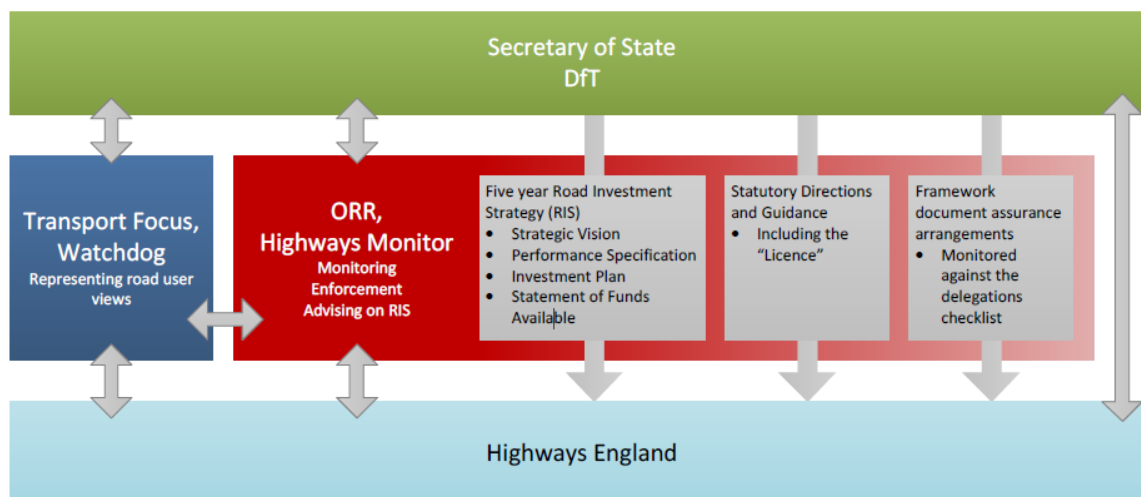 Secretary of State
DfT
Transport Focus,
Watchdog
Representing road user
views
ORR,
Highways Monitor
Monitoring
Enforcement
Advising on RIS
Five year Road Investment
Strategy (RIS)
• Strategic Vision
• Performance Specification
• Investment Plan
• Statement of Funds
Available
Statutory Directions
and Guidance
• Including the
“Licence”
Framework
document assurance
arrangements
• Monitored
against the
delegations
checklist
Highways England